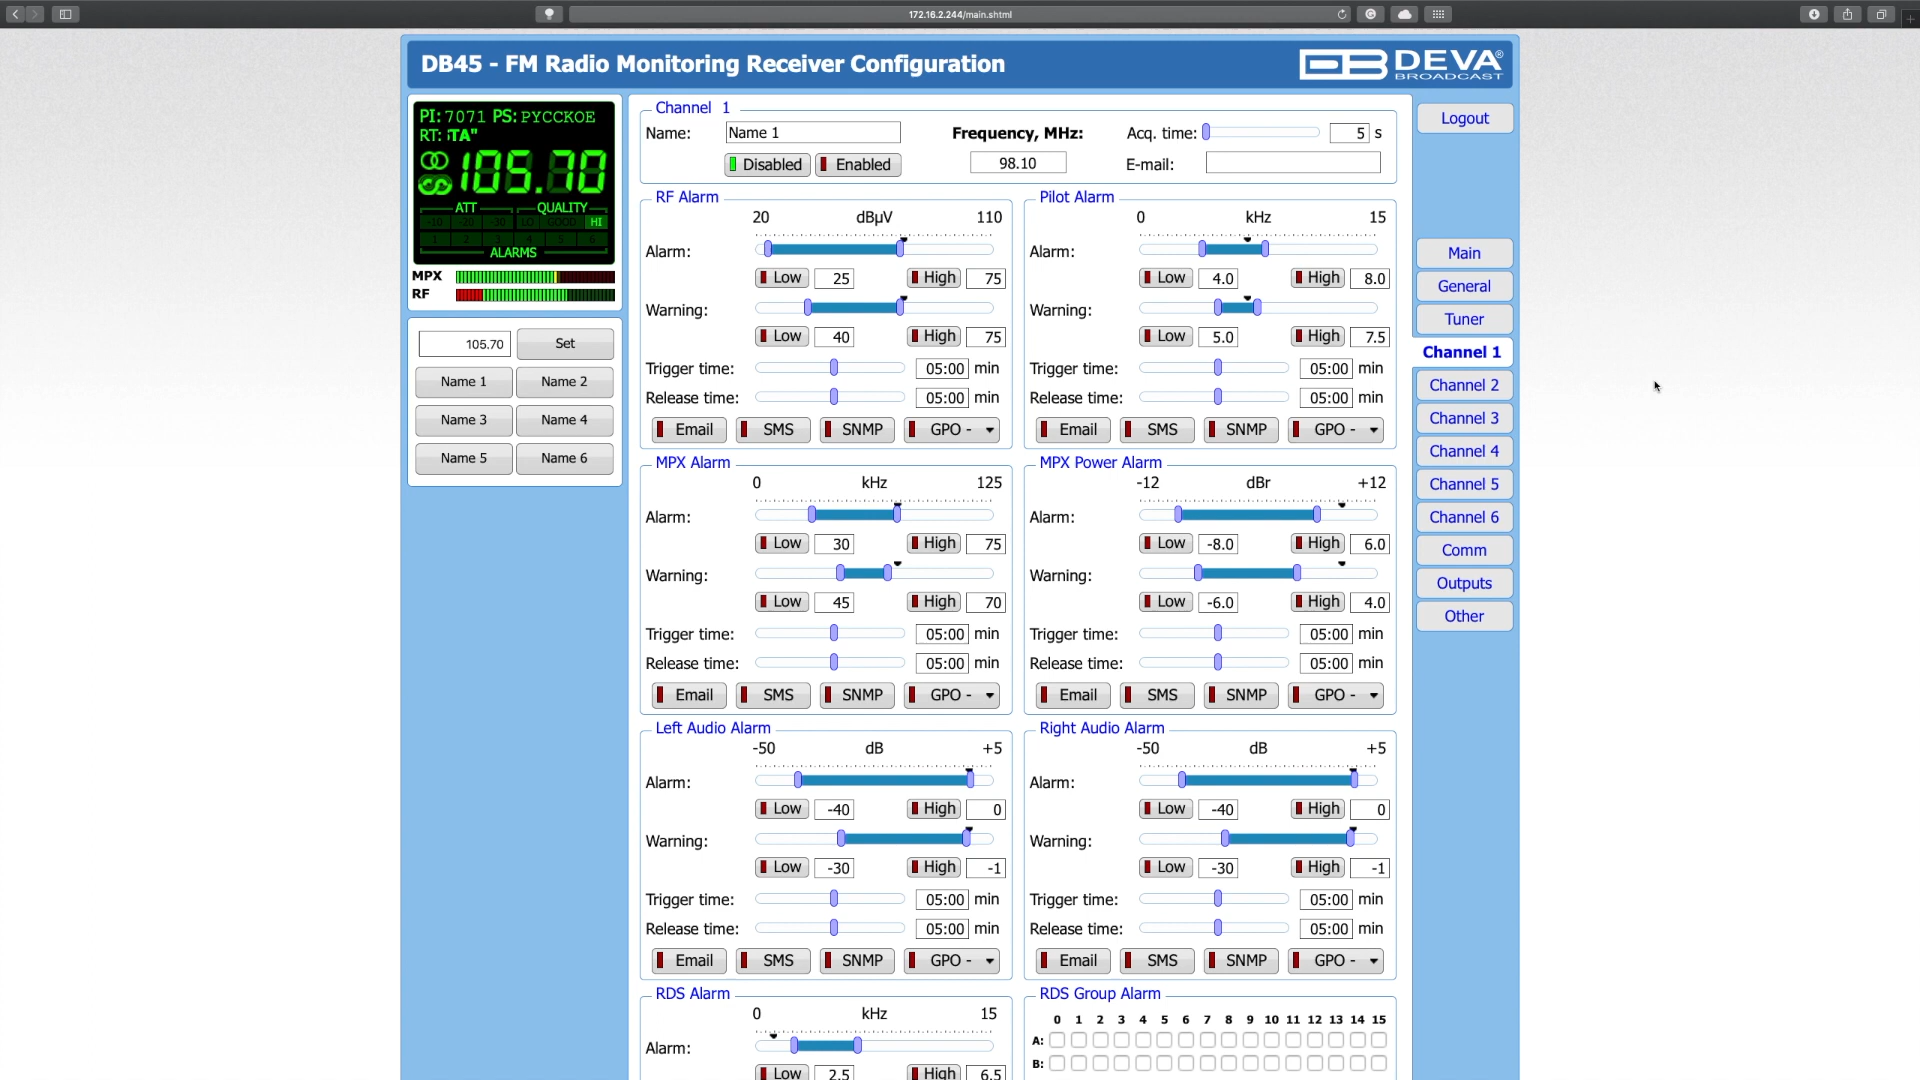 172.16.2.244/main.shtml
DB45 - FM Radio Monitoring Receiver Configuration
DEVA®
BROADCAST
PI: 7071 PS: РУССКОЕ
RT: iТА"
105.70
ATT QUALITY
-10 -20 -30 LO GOOD HI
1 2 3 4 5 6
ALARMS
MPX
RF
105.70 Set
Name 1 Name 2
Name 3 Name 4
Name 5 Name 6
Channel 1
Name: Name 1 Frequency, MHz: Acq. time: 5 s
Disabled Enabled 98.10 E-mail:
RF Alarm
20 dBµV 110
Alarm:
Low 25 High 75
Warning:
Low 40 High 75
Trigger time: 05:00 min
Release time: 05:00 min
Email SMS SNMP GPO -
Pilot Alarm
0 kHz 15
Alarm:
Low 4.0 High 8.0
Warning:
Low 5.0 High 7.5
Trigger time: 05:00 min
Release time: 05:00 min
Email SMS SNMP GPO -
MPX Alarm
0 kHz 125
Alarm:
Low 30 High 75
Warning:
Low 45 High 70
Trigger time: 05:00 min
Release time: 05:00 min
Email SMS SNMP GPO -
MPX Power Alarm
-12 dBr +12
Alarm:
Low -8.0 High 6.0
Warning:
Low -6.0 High 4.0
Trigger time: 05:00 min
Release time: 05:00 min
Email SMS SNMP GPO -
Left Audio Alarm
-50 dB +5
Alarm:
Low -40 High 0
Warning:
Low -30 High -1
Trigger time: 05:00 min
Release time: 05:00 min
Email SMS SNMP GPO -
Right Audio Alarm
-50 dB +5
Alarm:
Low -40 High 0
Warning:
Low -30 High -1
Trigger time: 05:00 min
Release time: 05:00 min
Email SMS SNMP GPO -
RDS Alarm
0 kHz 15
Alarm:
Low 2.5 High 6.5
RDS Group Alarm
0 1 2 3 4 5 6 7 8 9 10 11 12 13 14 15
A:
B:
Logout
Main
General
Tuner
Channel 1
Channel 2
Channel 3
Channel 4
Channel 5
Channel 6
Comm
Outputs
Other